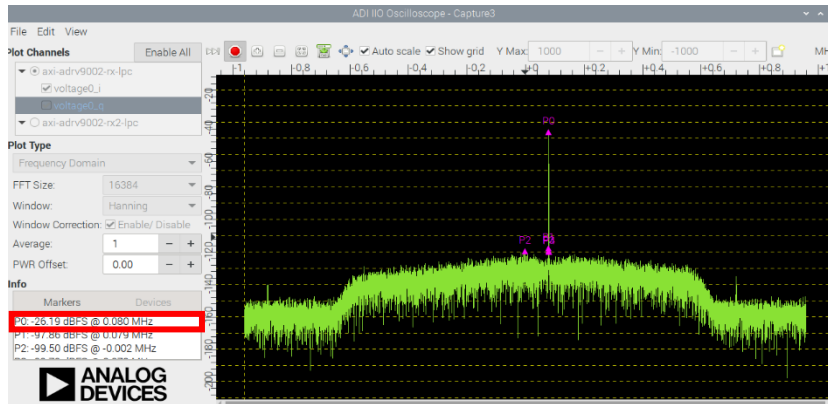 ADI IIO Oscilloscope - Capture3
File Edit View
Plot Channels Enable All Auto scale Show grid Y Max: 1000 - + Y Min: -1000 - + MH
axi-adrv9002-rx-lpc
voltage0_i
voltage0_q
axi-adrv9002-rx2-lpc
Plot Type
Frequency Domain
FFT Size: 16384
Window: Hanning
Window Correction: Enable/ Disable
Average: 1 - +
PWR Offset: 0.00 - +
Info
Markers Devices
P0: -26.19 dBFS @ 0.080 MHz
P1: -97.86 dBFS @ 0.079 MHz
P2: -99.50 dBFS @ -0.002 MHz
ANALOG
DEVICES
|-1 |-0,8 |-0,6 |-0,4 |-0,2 |+0 |+0,2 |+0,4 |+0,6 |+0,8 |+1
-20
-40
-60
-80
-100
-120
-140
-160
-180
-200
P0
P2